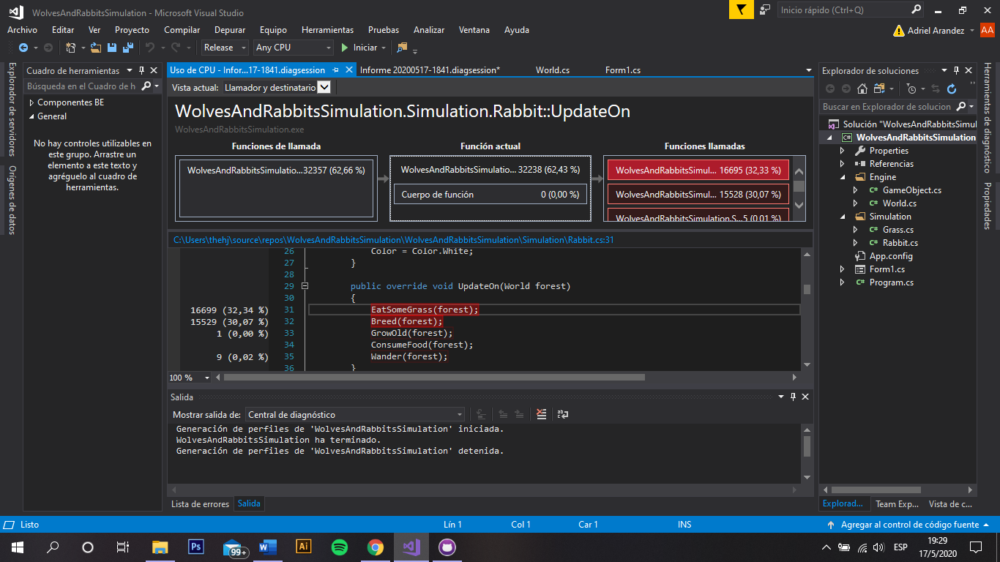 WolvesAndRabbitsSimulation - Microsoft Visual Studio
Inicio rápido (Ctrl+Q)
Archivo Editar Ver Proyecto Compilar Depurar Equipo Herramientas Pruebas Analizar Ventana Ayuda
Adriel Arandez AA
Release Any CPU Iniciar
Explorador de servidores
Orígenes de datos
Cuadro de herramientas
Búsqueda en el Cuadro de h
Componentes BE
General
No hay controles utilizables en
este grupo. Arrastre un
elemento a este texto y
agréguelo al cuadro de
herramientas.
Uso de CPU - Infor...17-1841.diagsession Informe 20200517-1841.diagsession* World.cs Form1.cs
Vista actual: Llamador y destinatario
WolvesAndRabbitsSimulation.Simulation.Rabbit::UpdateOn
WolvesAndRabbitsSimulation.exe
Funciones de llamada Función actual Funciones llamadas
WolvesAndRabbitsSimulatio... 32357 (62,66 %)
WolvesAndRabbitsSimulatio... 32238 (62,43 %)
Cuerpo de función 0 (0,00 %)
WolvesAndRabbitsSimul... 16695 (32,33 %)
WolvesAndRabbitsSimul... 15528 (30,07 %)
WolvesAndRabbitsSimulation.S...5 (0,01 %)
C:\Users\thehj\source\repos\WolvesAndRabbitsSimulation\WolvesAndRabbitsSimulation\Simulation\Rabbit.cs:31
26 Color = Color.White;
27 }
28
29 public override void UpdateOn(World forest)
30 {
16699 (32,34 %) 31 EatSomeGrass(forest);
15529 (30,07 %) 32 Breed(forest);
1 (0,00 %) 33 GrowOld(forest);
34 ConsumeFood(forest);
9 (0,02 %) 35 Wander(forest);
36 }
100 %
Salida
Mostrar salida de: Central de diagnóstico
Generación de perfiles de 'WolvesAndRabbitsSimulation' iniciada.
WolvesAndRabbitsSimulation ha terminado.
Generación de perfiles de 'WolvesAndRabbitsSimulation' detenida.
Lista de errores Salida
Explorador de soluciones
Buscar en Explorador de solucion
Solución "WolvesAndRabbitsSimul
WolvesAndRabbitsSimulation
Properties
Referencias
Engine
GameObject.cs
World.cs
Simulation
Grass.cs
Rabbit.cs
App.config
Form1.cs
Program.cs
Explorad... Team Exp... Vista de c...
Herramientas de diagnóstico
Propiedades
Listo Lín 1 Col 1 Car 1 INS Agregar al control de código fuente
Ps 99+ W Ai ESP
19:29
17/5/2020